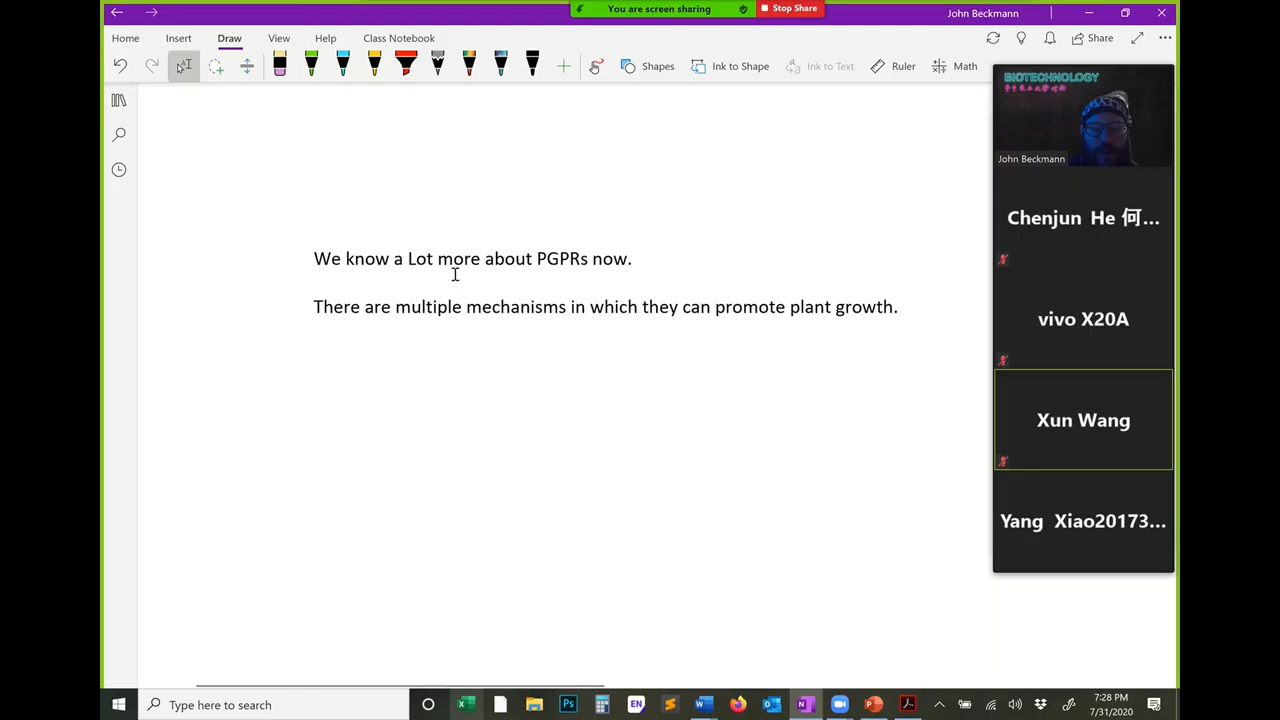 You are screen sharing
Stop Share
John Beckmann
Home Insert Draw View Help Class Notebook
Share
Shapes Ink to Shape Ink to Text Ruler Math
BIOTECHNOLOGY
John Beckmann
Chenjun He 何...
vivo X20A
Xun Wang
Yang Xiao20173...
We know a Lot more about PGPRs now.
There are multiple mechanisms in which they can promote plant growth.
Type here to search
Ps
EN
7:28 PM
7/31/2020